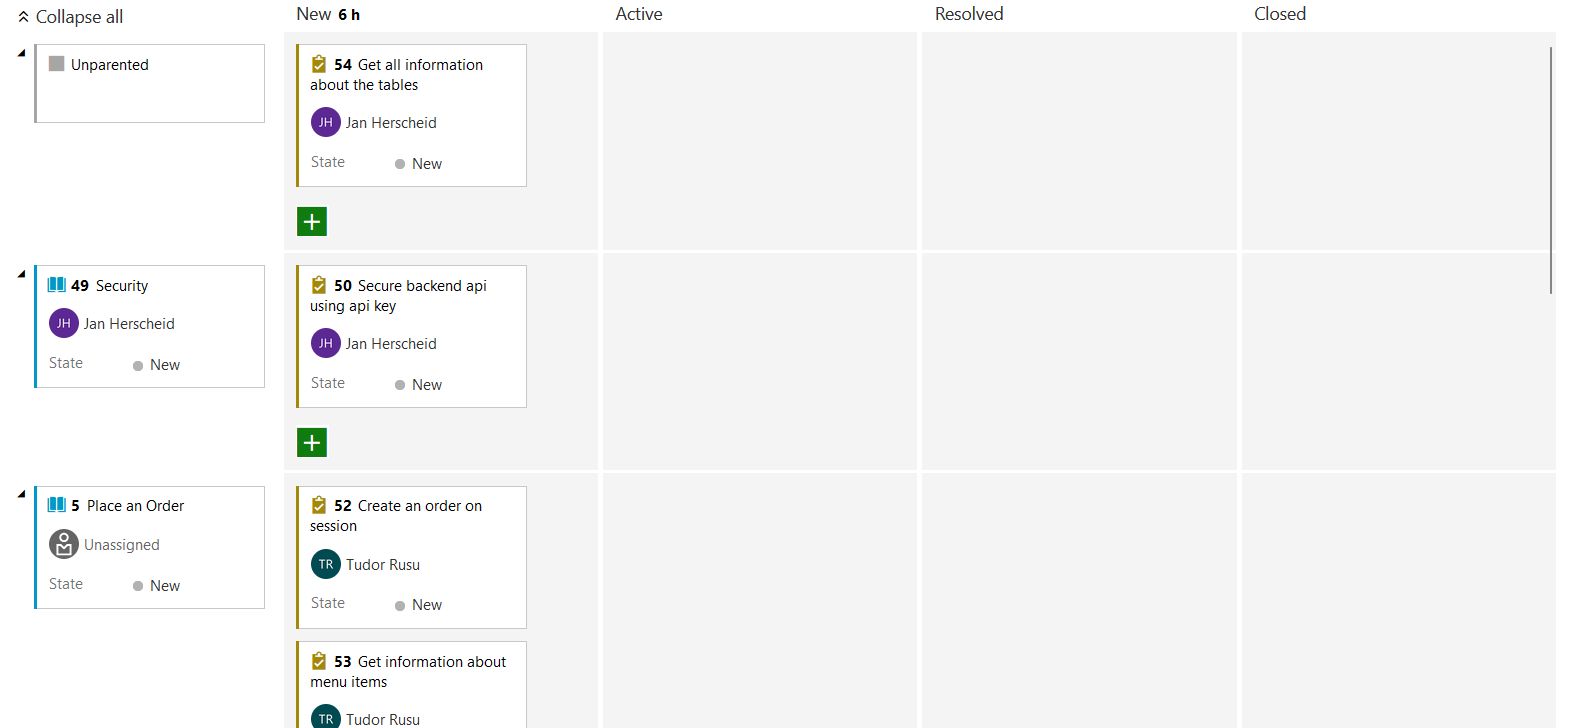 Collapse all
New 6 h
Active
Resolved
Closed
Unparented
54 Get all information
about the tables
JH Jan Herscheid
State New
49 Security
JH Jan Herscheid
State New
50 Secure backend api
using api key
JH Jan Herscheid
State New
5 Place an Order
Unassigned
State New
52 Create an order on
session
TR Tudor Rusu
State New
53 Get information about
menu items
TR Tudor Rusu